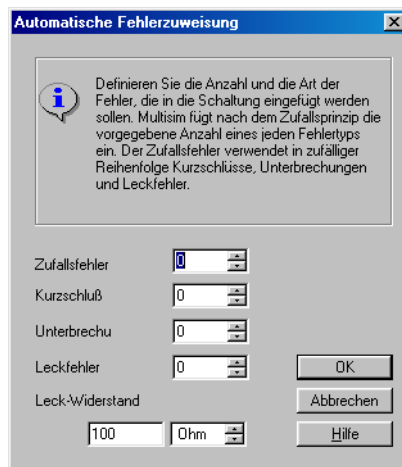 Automatische Fehlerzuweisung
Definieren Sie die Anzahl und die Art der
Fehler, die in die Schaltung eingefügt werden
sollen. Multisim fügt nach dem Zufallsprinzip die
vorgegebene Anzahl eines jeden Fehlertyps
ein. Der Zufallsfehler verwendet in zufälliger
Reihenfolge Kurzschlüsse, Unterbrechungen
und Leckfehler.
Zufallsfehler 0
Kurzschluß 0
Unterbrechu 0
Leckfehler 0 OK
Leck-Widerstand Abbrechen
100 Ohm Hilfe